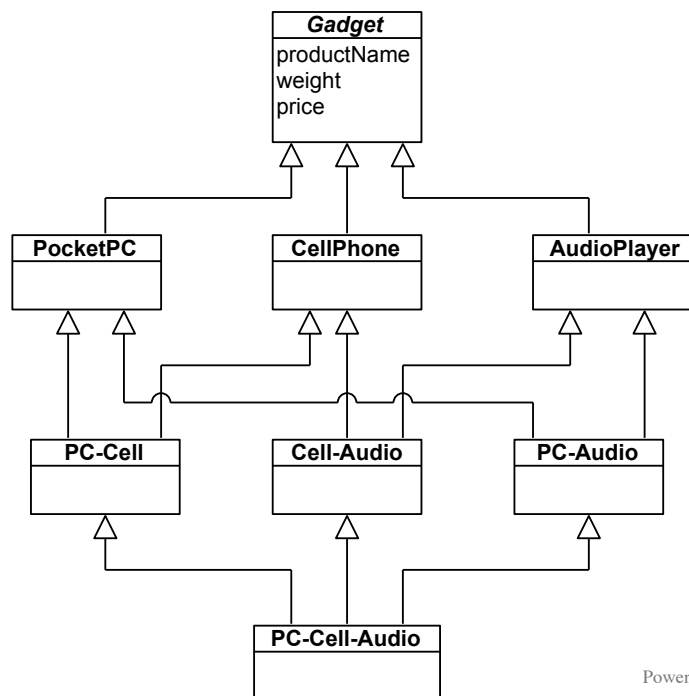 Gadget
productName
weight
price
PocketPC
CellPhone
AudioPlayer
PC-Cell
Cell-Audio
PC-Audio
PC-Cell-Audio
Power